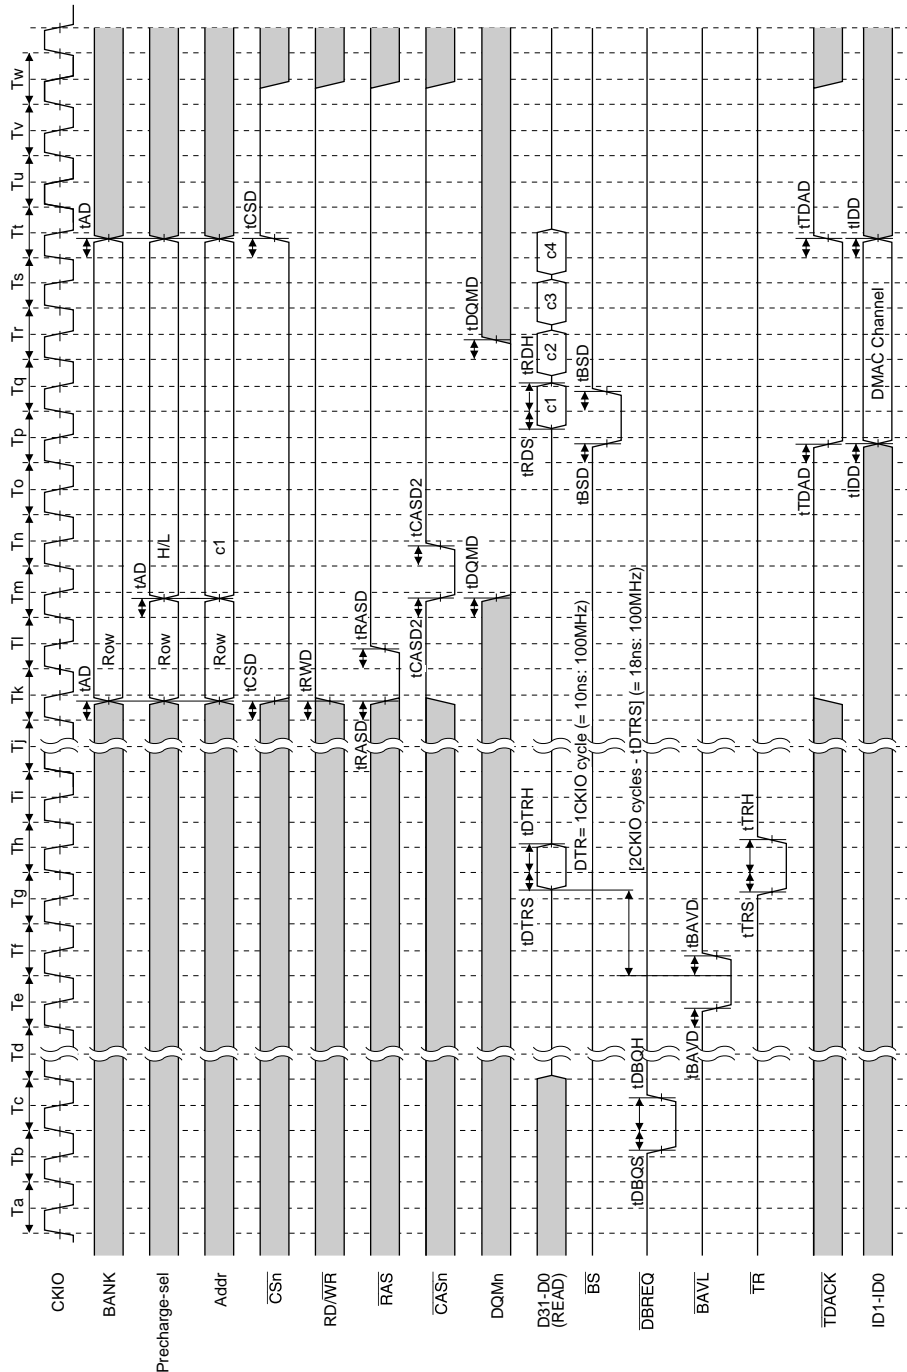 Ta Tb Tc Td Te Tf Tg Th Ti Tj Tk Tl Tm Tn To Tp Tq Tr Ts Tt Tu Tv Tw
CKIO
tAD tAD
BANK Row
tAD
Precharge-sel Row H/L
Addr Row c1
tCSD tCSD
CSn
tRWD
RD/WR
tRASD tRASD
RAS
tCASD2 tCASD2
CASn
tDQMD tDQMD
DQMn
tDTRS tDTRH tRDS tRDH
D31-D0
(READ) c1 c2 c3 c4
DTR= 1CKIO cycle (= 10ns: 100MHz)
tBSD tBSD
BS
[2CKIO cycles - tDTRS] (= 18ns: 100MHz)
tDBQS tDBQH
DBREQ
tBAVD tBAVD
BAVL
tTRS tTRH
TR
tTDAD tTDAD
TDACK
tIDD tIDD
ID1-ID0 DMAC Channel